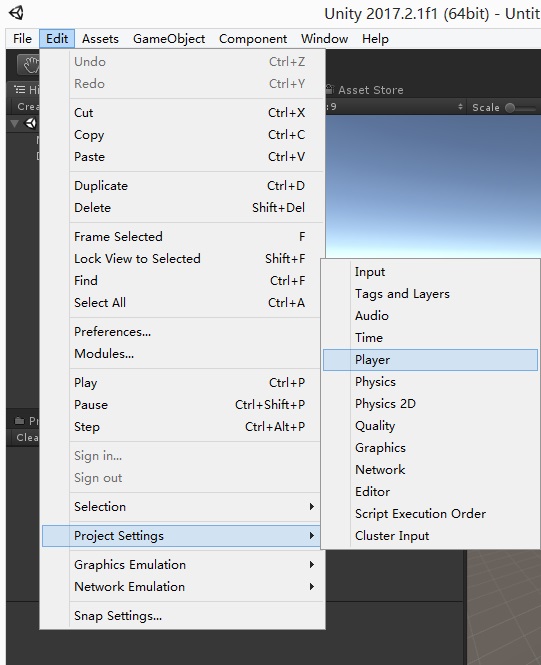 Unity 2017.2.1f1 (64bit) - Untit
File Edit Assets GameObject Component Window Help
Asset Store
:9 Scale
Undo Ctrl+Z
Redo Ctrl+Y
Cut Ctrl+X
Copy Ctrl+C
Paste Ctrl+V
Duplicate Ctrl+D
Delete Shift+Del
Frame Selected F
Lock View to Selected Shift+F
Find Ctrl+F
Select All Ctrl+A
Preferences...
Modules...
Play Ctrl+P
Pause Ctrl+Shift+P
Step Ctrl+Alt+P
Sign in...
Sign out
Selection
Project Settings
Graphics Emulation
Network Emulation
Snap Settings...
Input
Tags and Layers
Audio
Time
Player
Physics
Physics 2D
Quality
Graphics
Network
Editor
Script Execution Order
Cluster Input
Hi
Crea
Pr
Clea